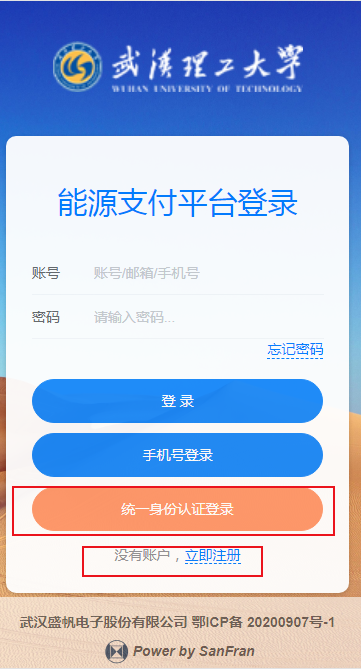 武汉理工大学
WUHAN UNIVERSITY OF TECHNOLOGY
能源支付平台登录
账号 账号/邮箱/手机号
密码 请输入密码...
忘记密码
登 录
手机号登录
统一身份认证登录
没有账户，立即注册
武汉盛帆电子股份有限公司 鄂ICP备 20200907号-1
Power by SanFran